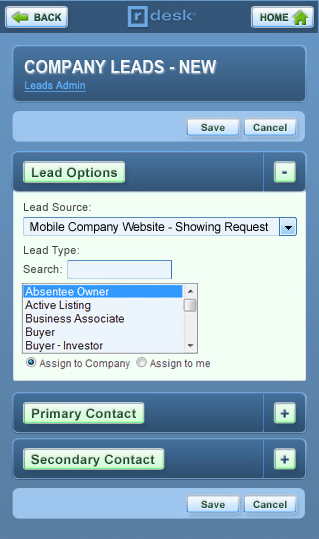 BACK r desk HOME
COMPANY LEADS - NEW
Leads Admin
Save Cancel
Lead Options -
Lead Source:
Mobile Company Website - Showing Request
Lead Type:
Search:
Absentee Owner
Active Listing
Business Associate
Buyer
Buyer - Investor
Assign to Company Assign to me
Primary Contact +
Secondary Contact +
Save Cancel